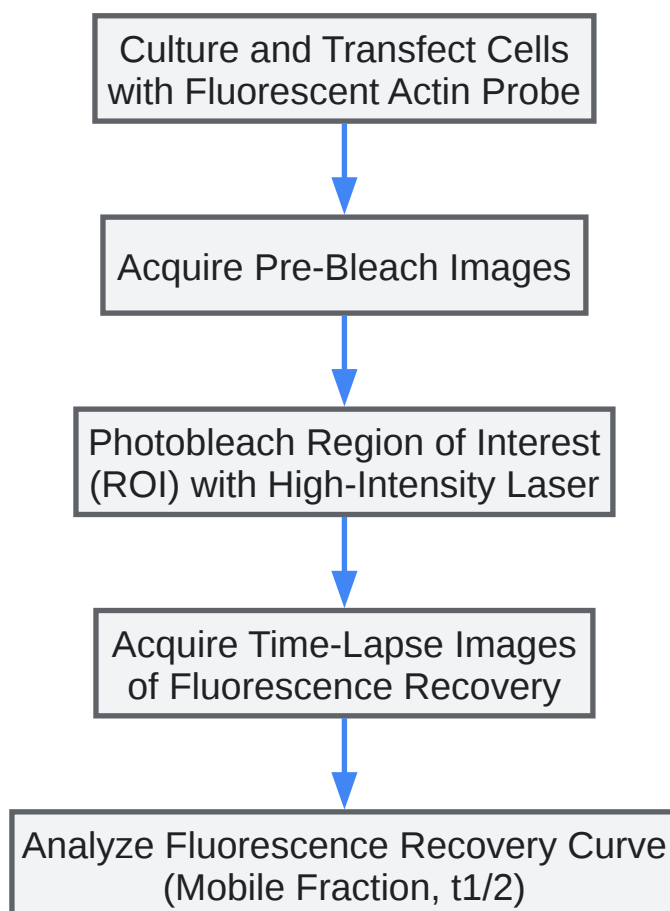 Culture and Transfect Cells
with Fluorescent Actin Probe
Acquire Pre-Bleach Images
Photobleach Region of Interest
(ROI) with High-Intensity Laser
Acquire Time-Lapse Images
of Fluorescence Recovery
Analyze Fluorescence Recovery Curve
(Mobile Fraction, t1/2)